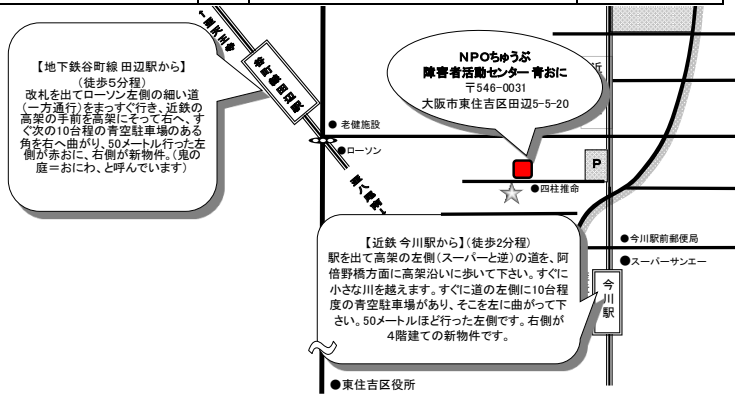 【地下鉄谷町線 田辺駅から】
(徒歩5分程)
改札を出てローソン左側の細い道
(一方通行)をまっすぐ行き、近鉄の
高架の手前を高架にそって右へ、す
ぐ次の10台程の青空駐車場のある
角を右へ曲がり、50メートル行った左
側が赤おに、右側が新物件。(鬼の
庭=おにわ、と呼んでいます)
谷町線田辺駅
NPOちゅうぶ
障害者活動センター 青おに
〒546-0031
大阪市東住吉区田辺5-5-20
近
● 老健施設
●ローソン
P
●四柱推命
【近鉄 今川駅から】(徒歩2分程)
駅を出て高架の左側(スーパーと逆)の道を、阿
倍野橋方面に高架沿いに歩いて下さい。すぐに
小さな川を越えます。すぐに道の左側に10台程
度の青空駐車場があり、そこを左に曲がって下
さい。50メートルほど行った左側です。右側が
4階建ての新物件です。
●今川駅前郵便局
●スーパーサンエー
今川駅
●東住吉区役所